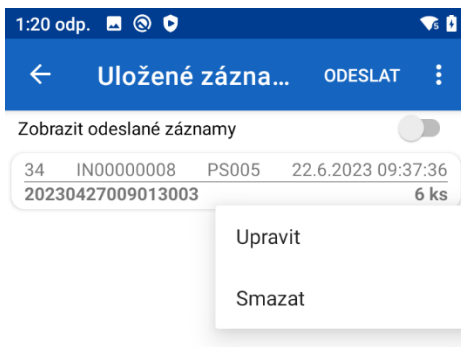 1:20 odp.
Uložené zázna... ODESLAT
Zobrazit odeslané záznamy
34 IN00000008 PS005 22.6.2023 09:37:36
20230427009013003 6 ks
Upravit
Smazat